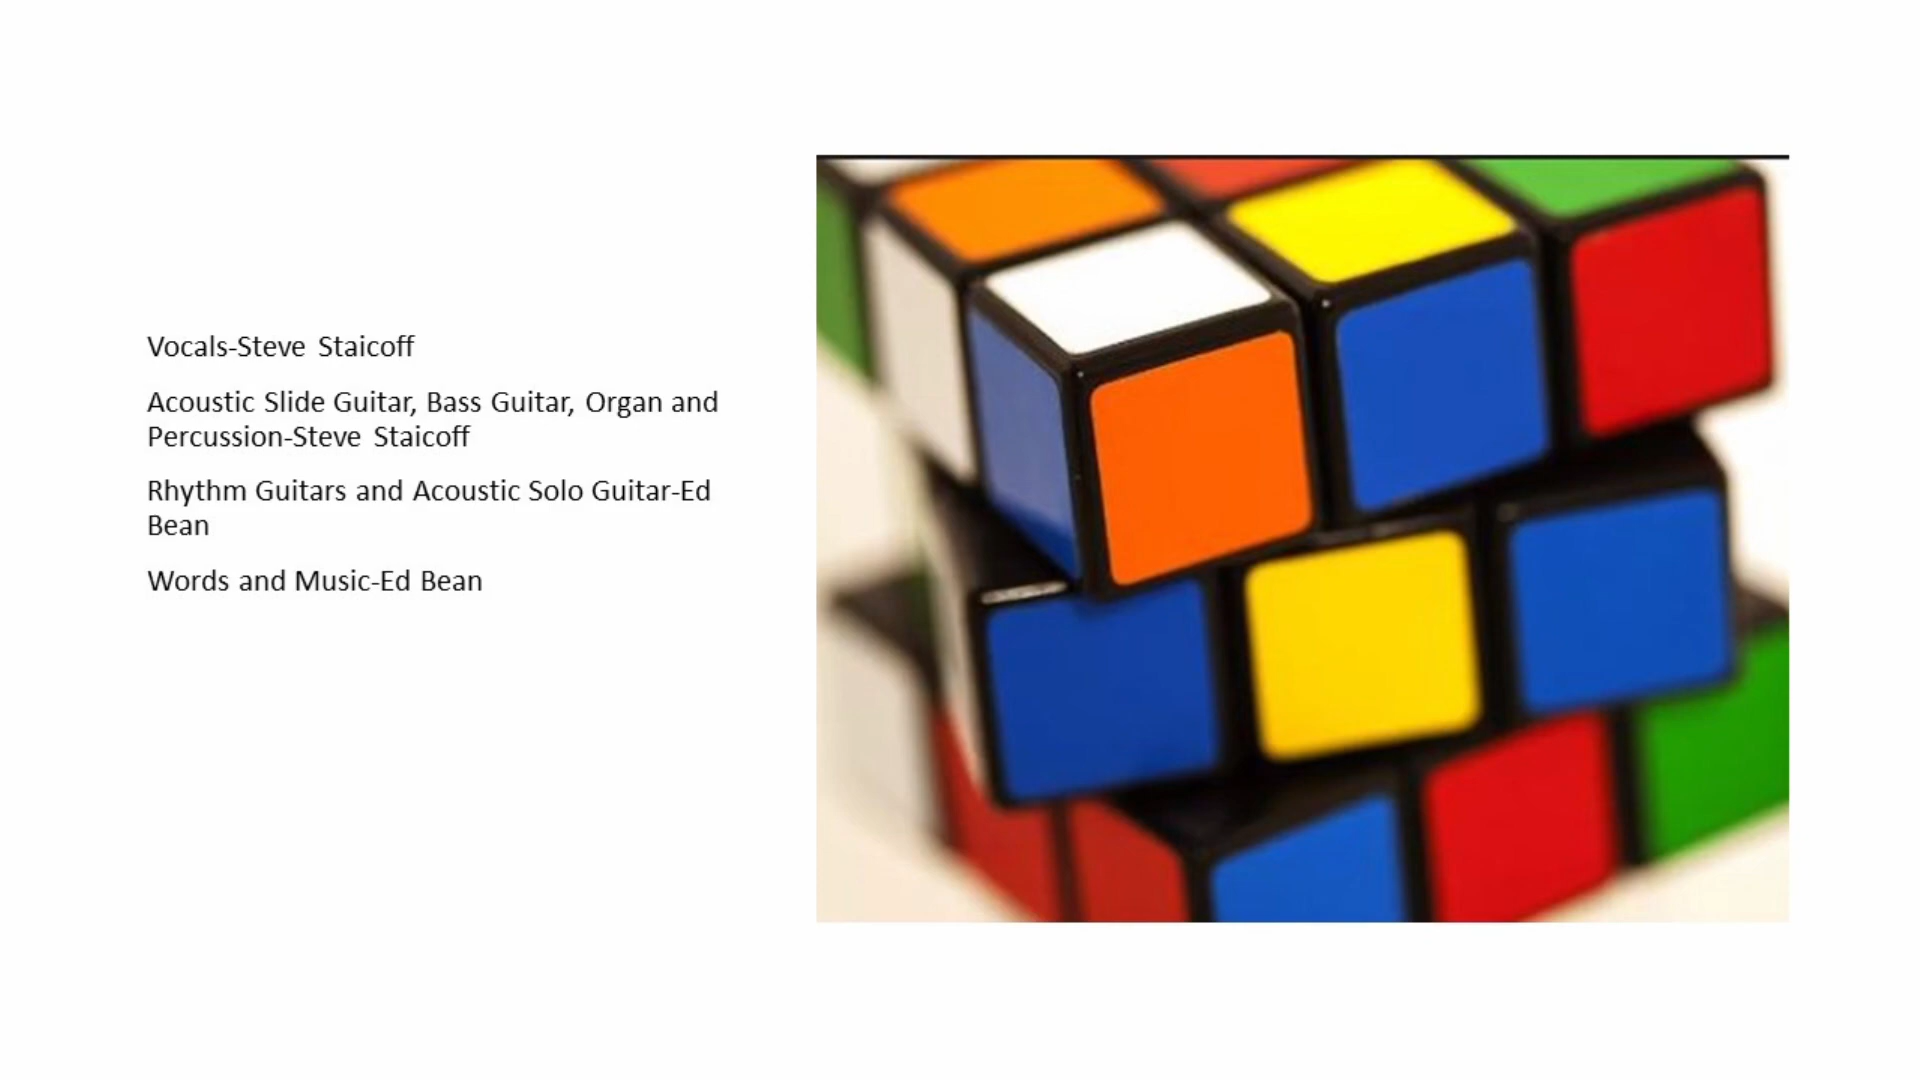 Vocals-Steve Staicoff
Acoustic Slide Guitar, Bass Guitar, Organ and
Percussion-Steve Staicoff
Rhythm Guitars and Acoustic Solo Guitar-Ed
Bean
Words and Music-Ed Bean